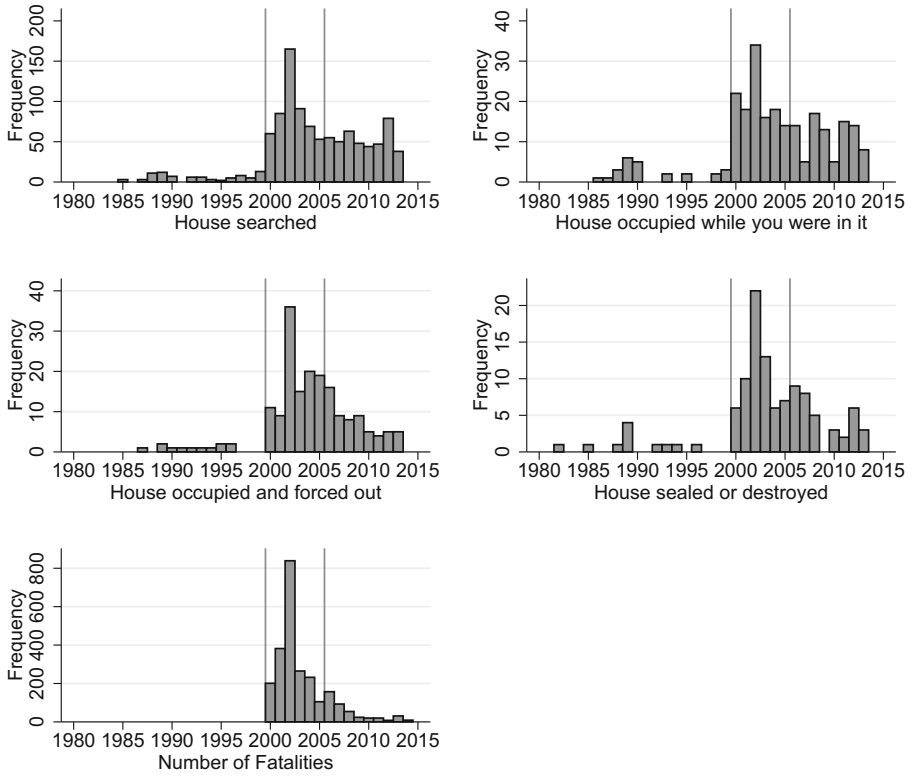 Frequency
0 50 100 150 200
1980 1985 1990 1995 2000 2005 2010 2015
House searched
Frequency
0 10 20 30 40
1980 1985 1990 1995 2000 2005 2010 2015
House occupied while you were in it
Frequency
0 10 20 30 40
1980 1985 1990 1995 2000 2005 2010 2015
House occupied and forced out
Frequency
0 5 10 15 20
1980 1985 1990 1995 2000 2005 2010 2015
House sealed or destroyed
Frequency
0 200 400 600 800
1980 1985 1990 1995 2000 2005 2010 2015
Number of Fatalities